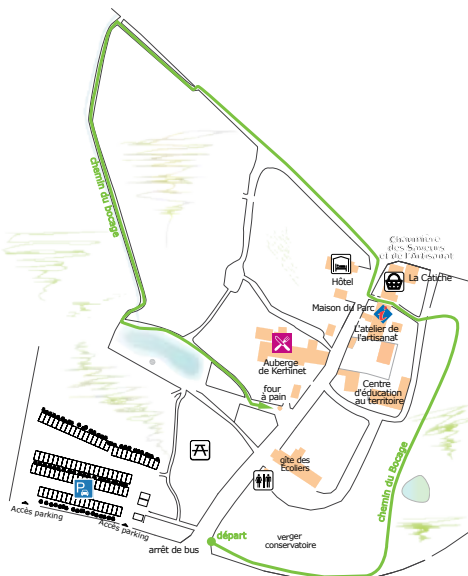 chemin du bocage
Chaumière
des Saveurs
et de l'Artisanat
La Catiche
Hôtel
Maison du Parc
L'atelier de
l'artisanat
Auberge
de Kerhinet
Centre
d'éducation
au territoire
four
à pain
gîte des
Ecoliers
chemin du Bocage
P
Accès parking
Accès parking
arrêt de bus
départ
verger
conservatoire